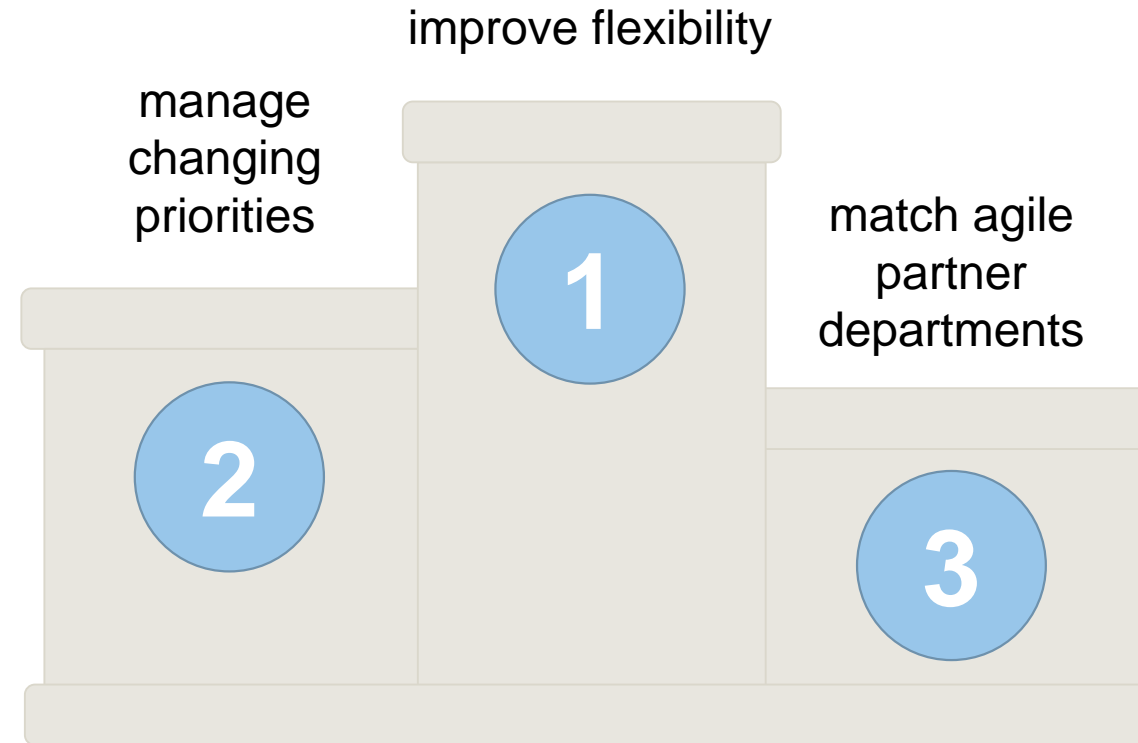 improve flexibility
manage
changing
priorities
match agile
partner
departments
1
2
3